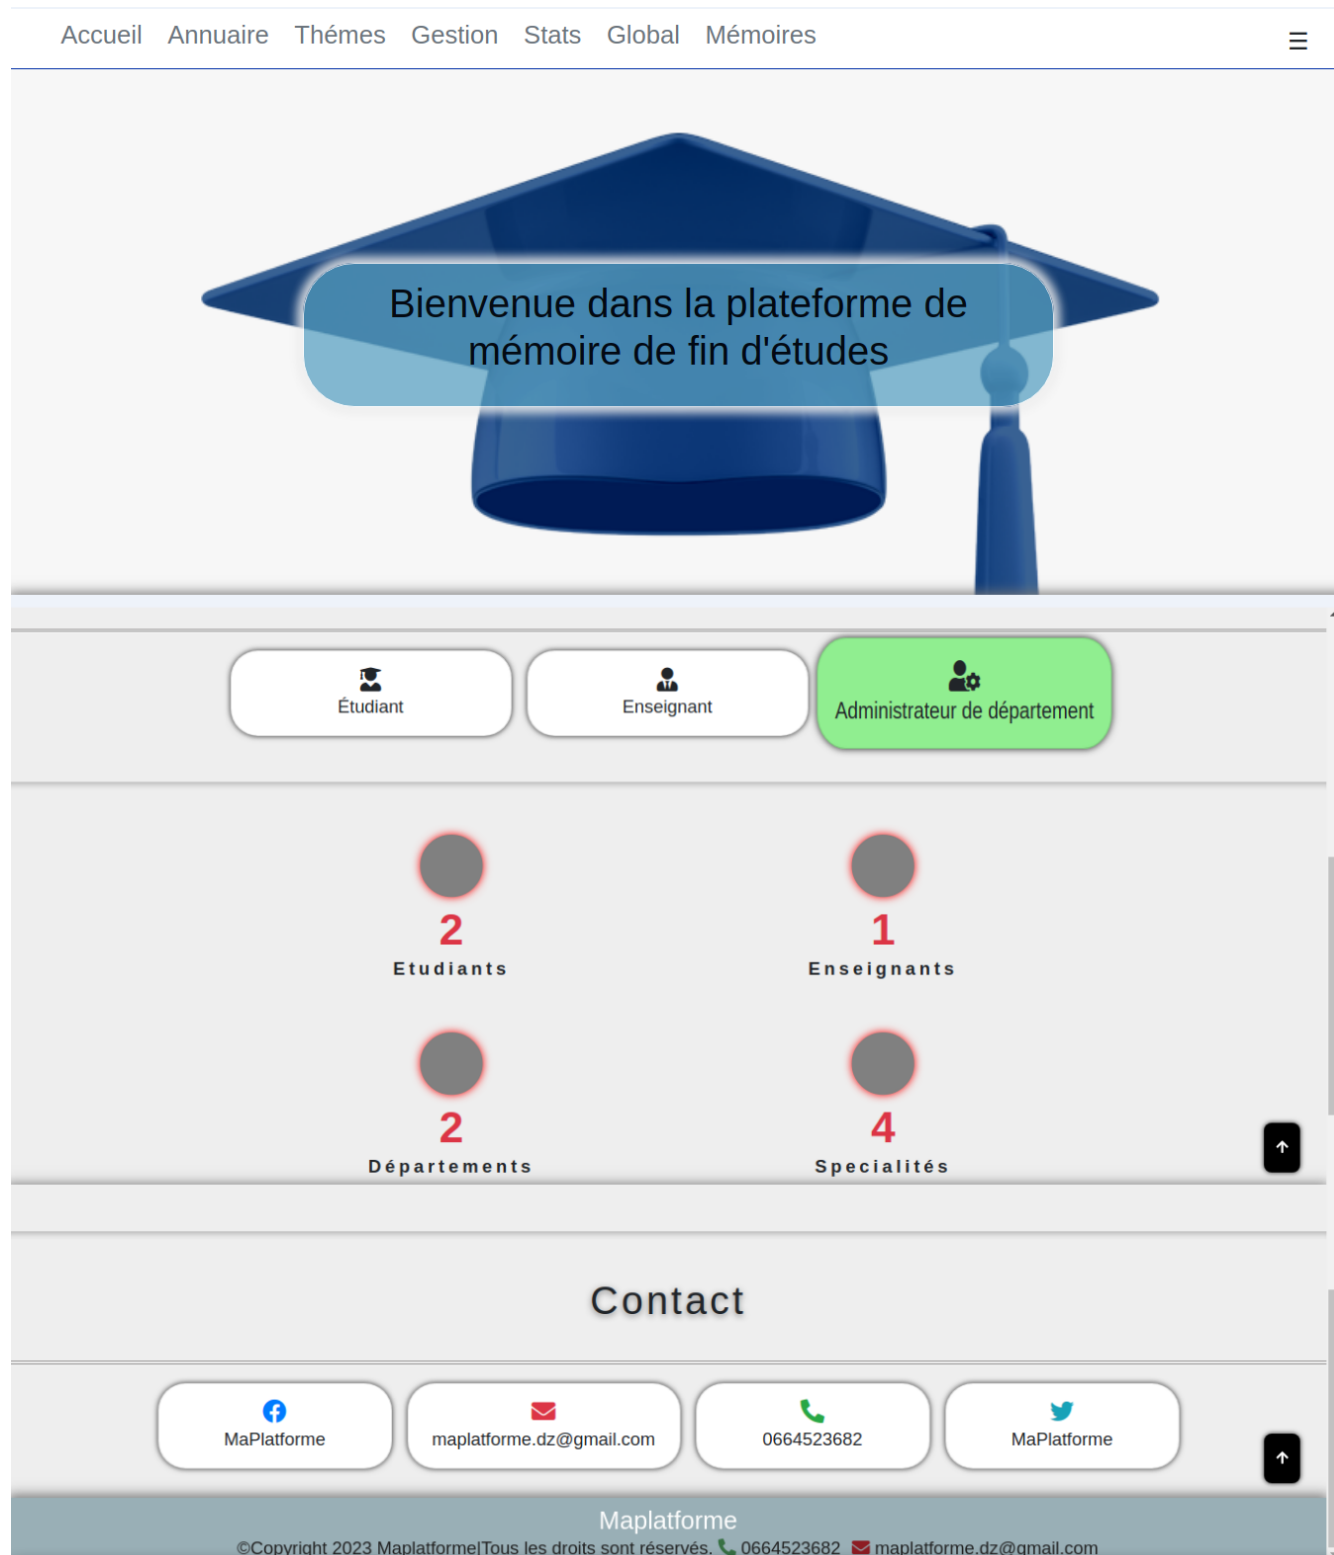 Accueil Annuaire Thémes Gestion Stats Global Mémoires
Bienvenue dans la plateforme de
mémoire de fin d'études
Étudiant Enseignant Administrateur de département
2 1
Etudiants Enseignants
2 4
Départements Specialités
Contact
MaPlatforme maplatforme.dz@gmail.com 0664523682 MaPlatforme
Maplatforme
©Copyright 2023 Maplatforme|Tous les droits sont réservés. 0664523682 maplatforme.dz@gmail.com